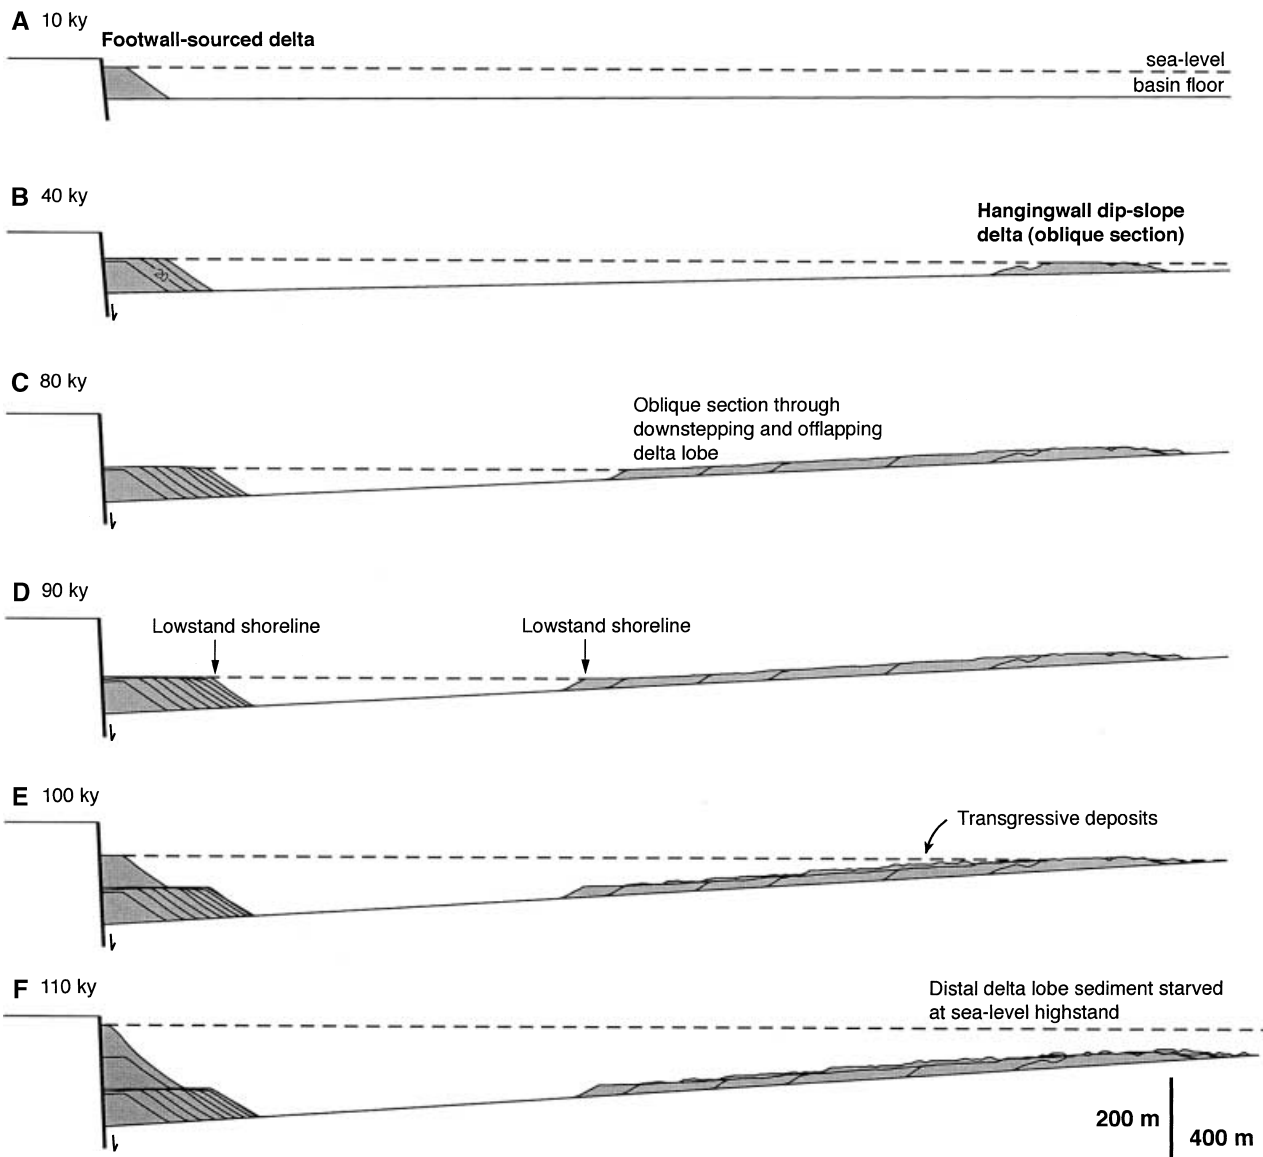 A 10 ky
Footwall-sourced delta
sea-level
basin floor
B 40 ky
Hangingwall dip-slope
delta (oblique section)
20
C 80 ky
Oblique section through
downstepping and offlapping
delta lobe
D 90 ky
Lowstand shoreline
Lowstand shoreline
E 100 ky
Transgressive deposits
F 110 ky
Distal delta lobe sediment starved
at sea-level highstand
200 m
400 m